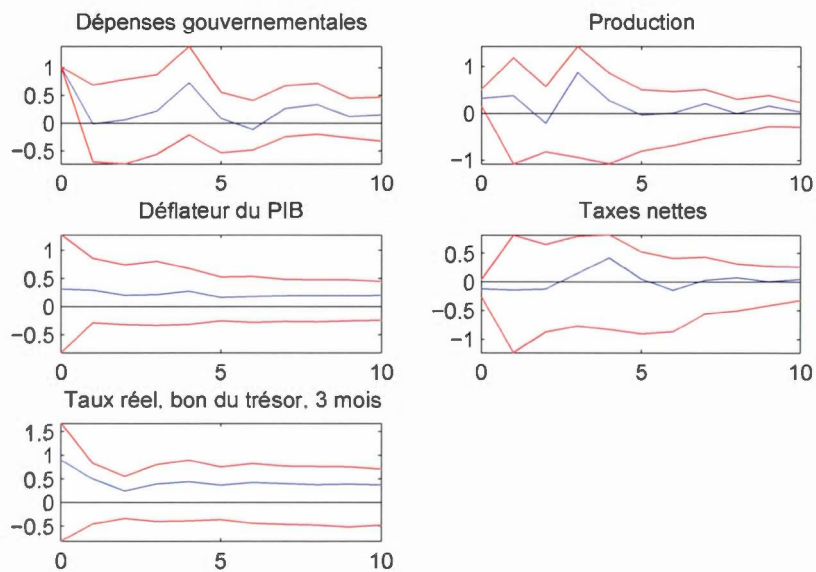 Dépenses gouvernementales
1
0.5
0
−0.5
0 5 10
Production
1
0
−1
0 5 10
Déflateur du PIB
1
0.5
0
−0.5
0 5 10
Taxes nettes
0.5
0
−0.5
−1
0 5 10
Taux réel, bon du trésor, 3 mois
1.5
1
0.5
0
−0.5
0 5 10